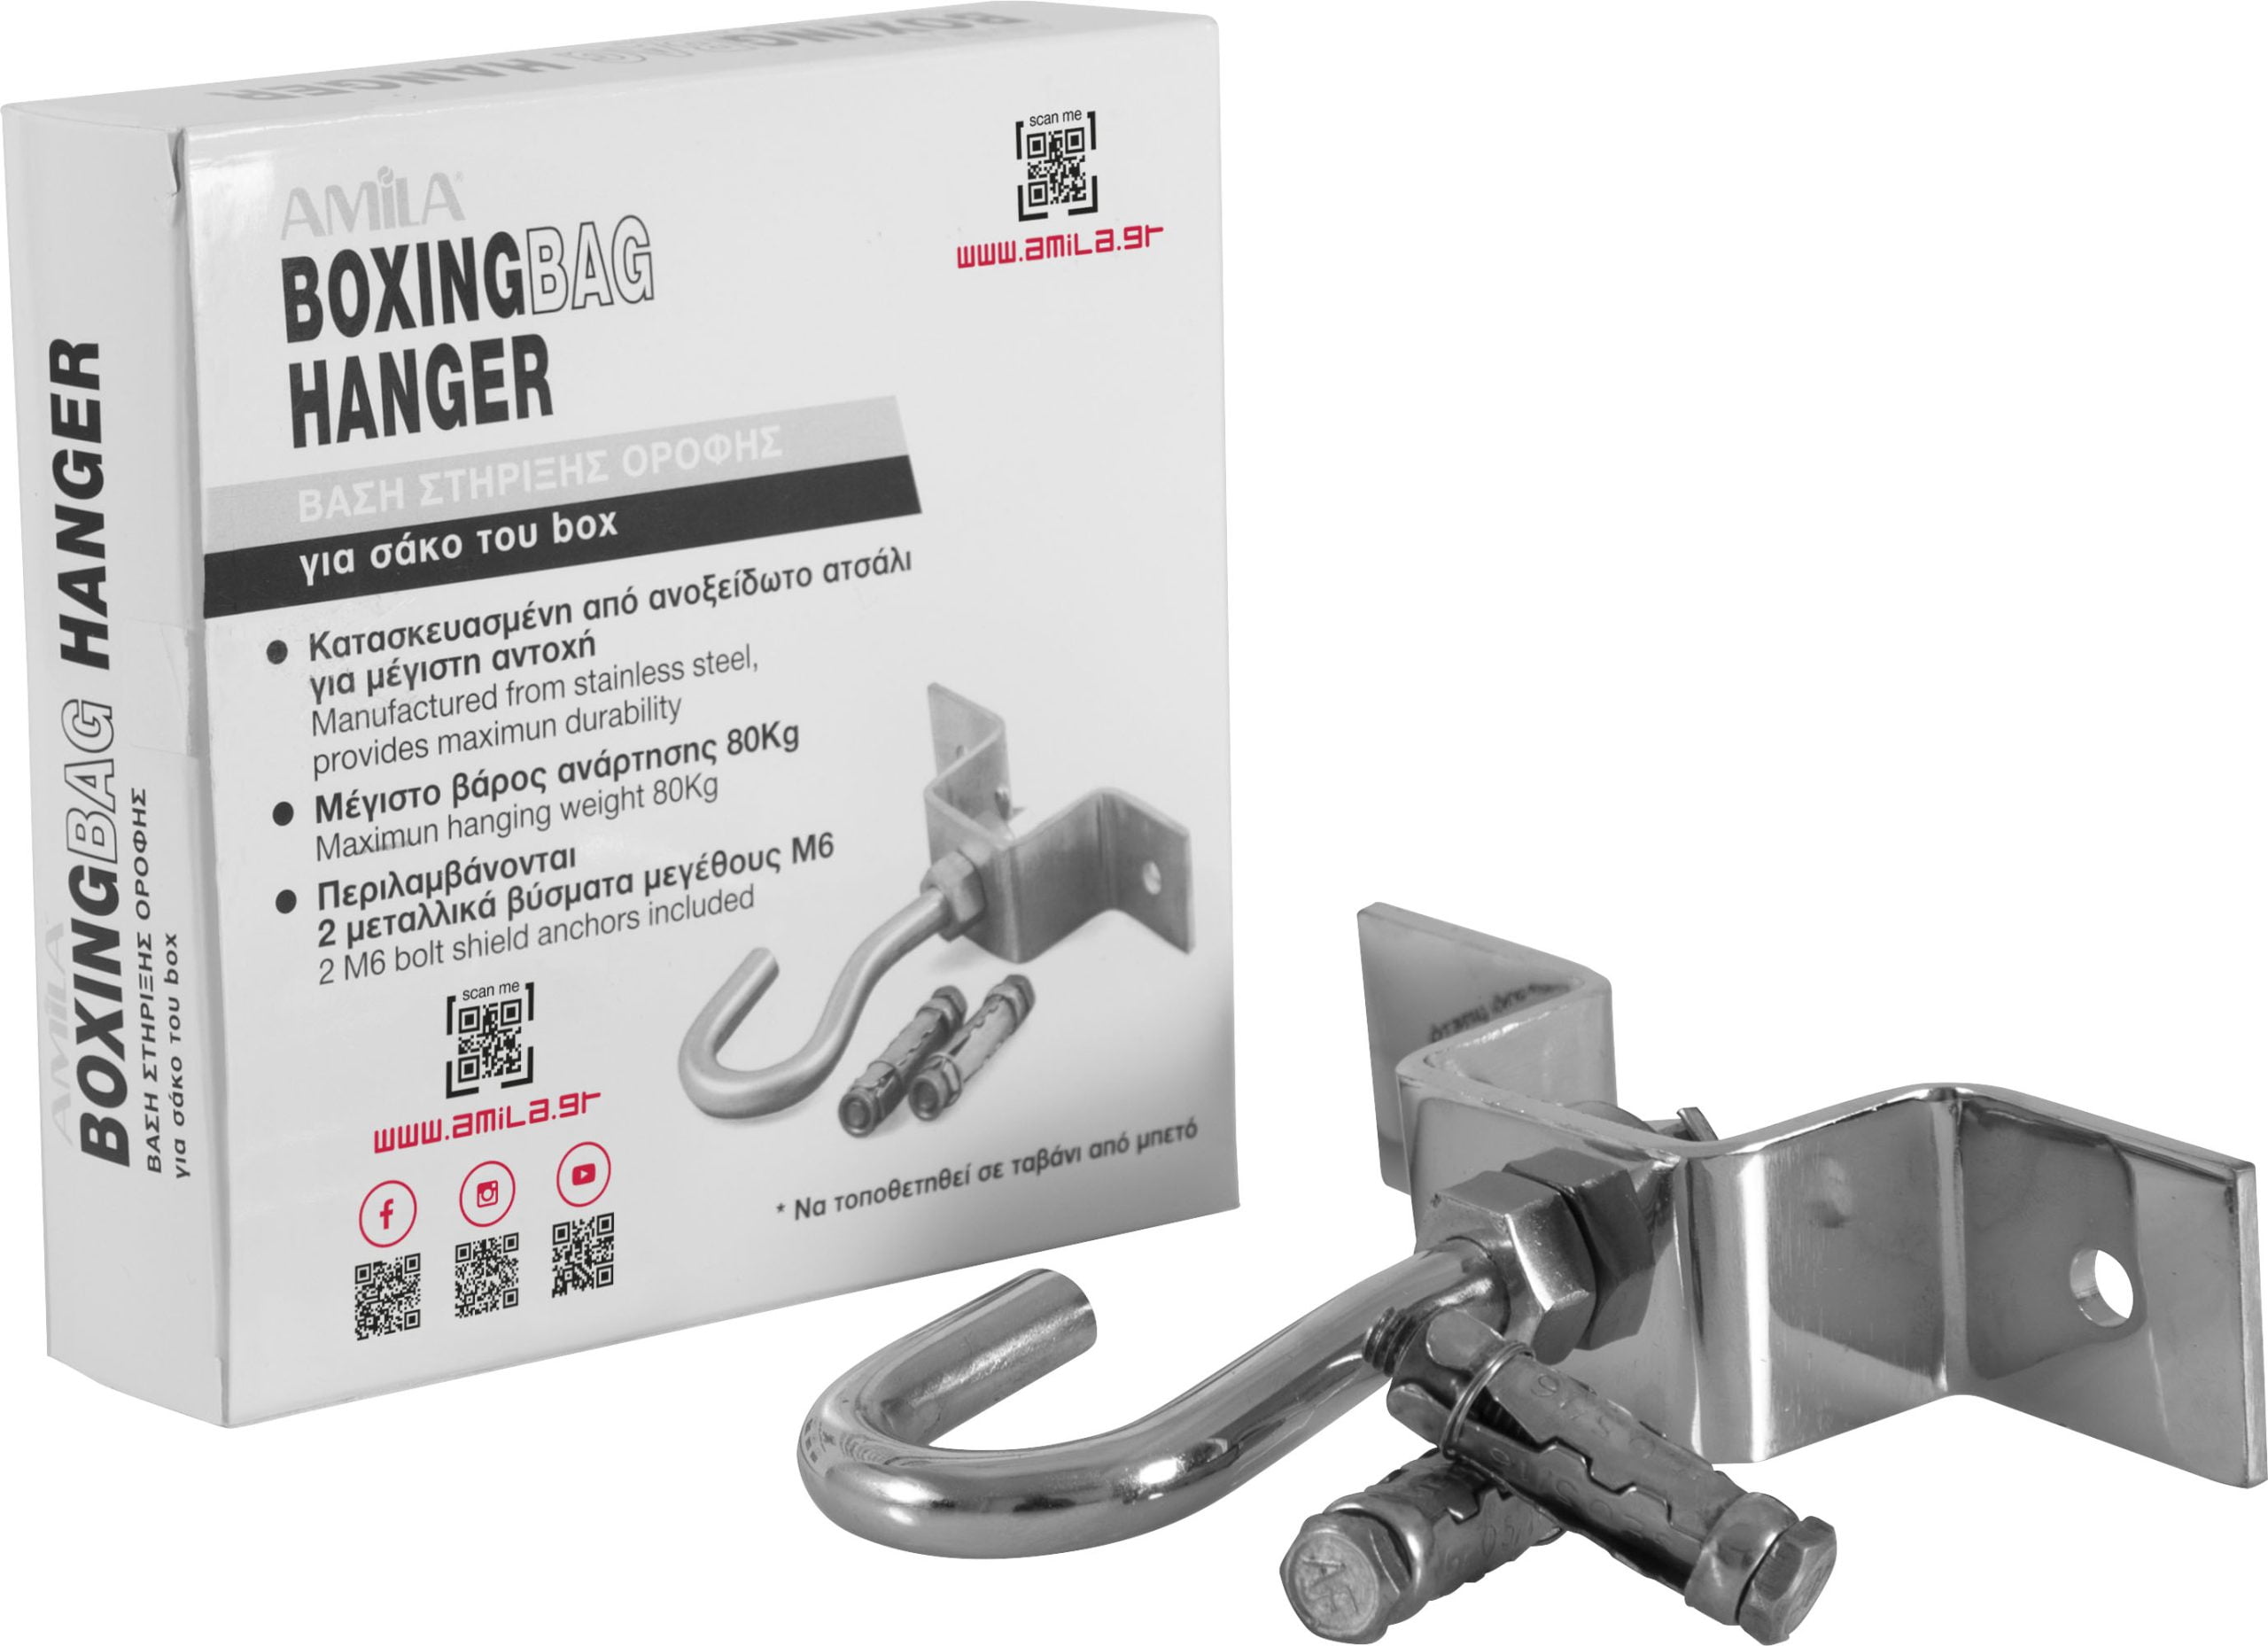 BOXINGBAG HANGER
AMiLA
BOXINGBAG
HANGER
ΒΑΣΗ ΣΤΗΡΙΞΗΣ ΟΡΟΦΗΣ
για σάκο του box
Κατασκευασμένη από ανοξείδωτο ατσάλι
για μέγιστη αντοχή
Manufactured from stainless steel,
provides maximun durability
Μέγιστο βάρος ανάρτησης 80Kg
Maximun hanging weight 80Kg
Περιλαμβάνονται
2 μεταλλικά βύσματα μεγέθους M6
2 M6 bolt shield anchors included
scan me
www.amiLa.gr
* Να τοποθετηθεί σε ταβάνι από μπετό
scan me
www.amiLa.gr
AMiLA
BOXINGBAG HANGER
ΒΑΣΗ ΣΤΗΡΙΞΗΣ ΟΡΟΦΗΣ
για σάκο του box